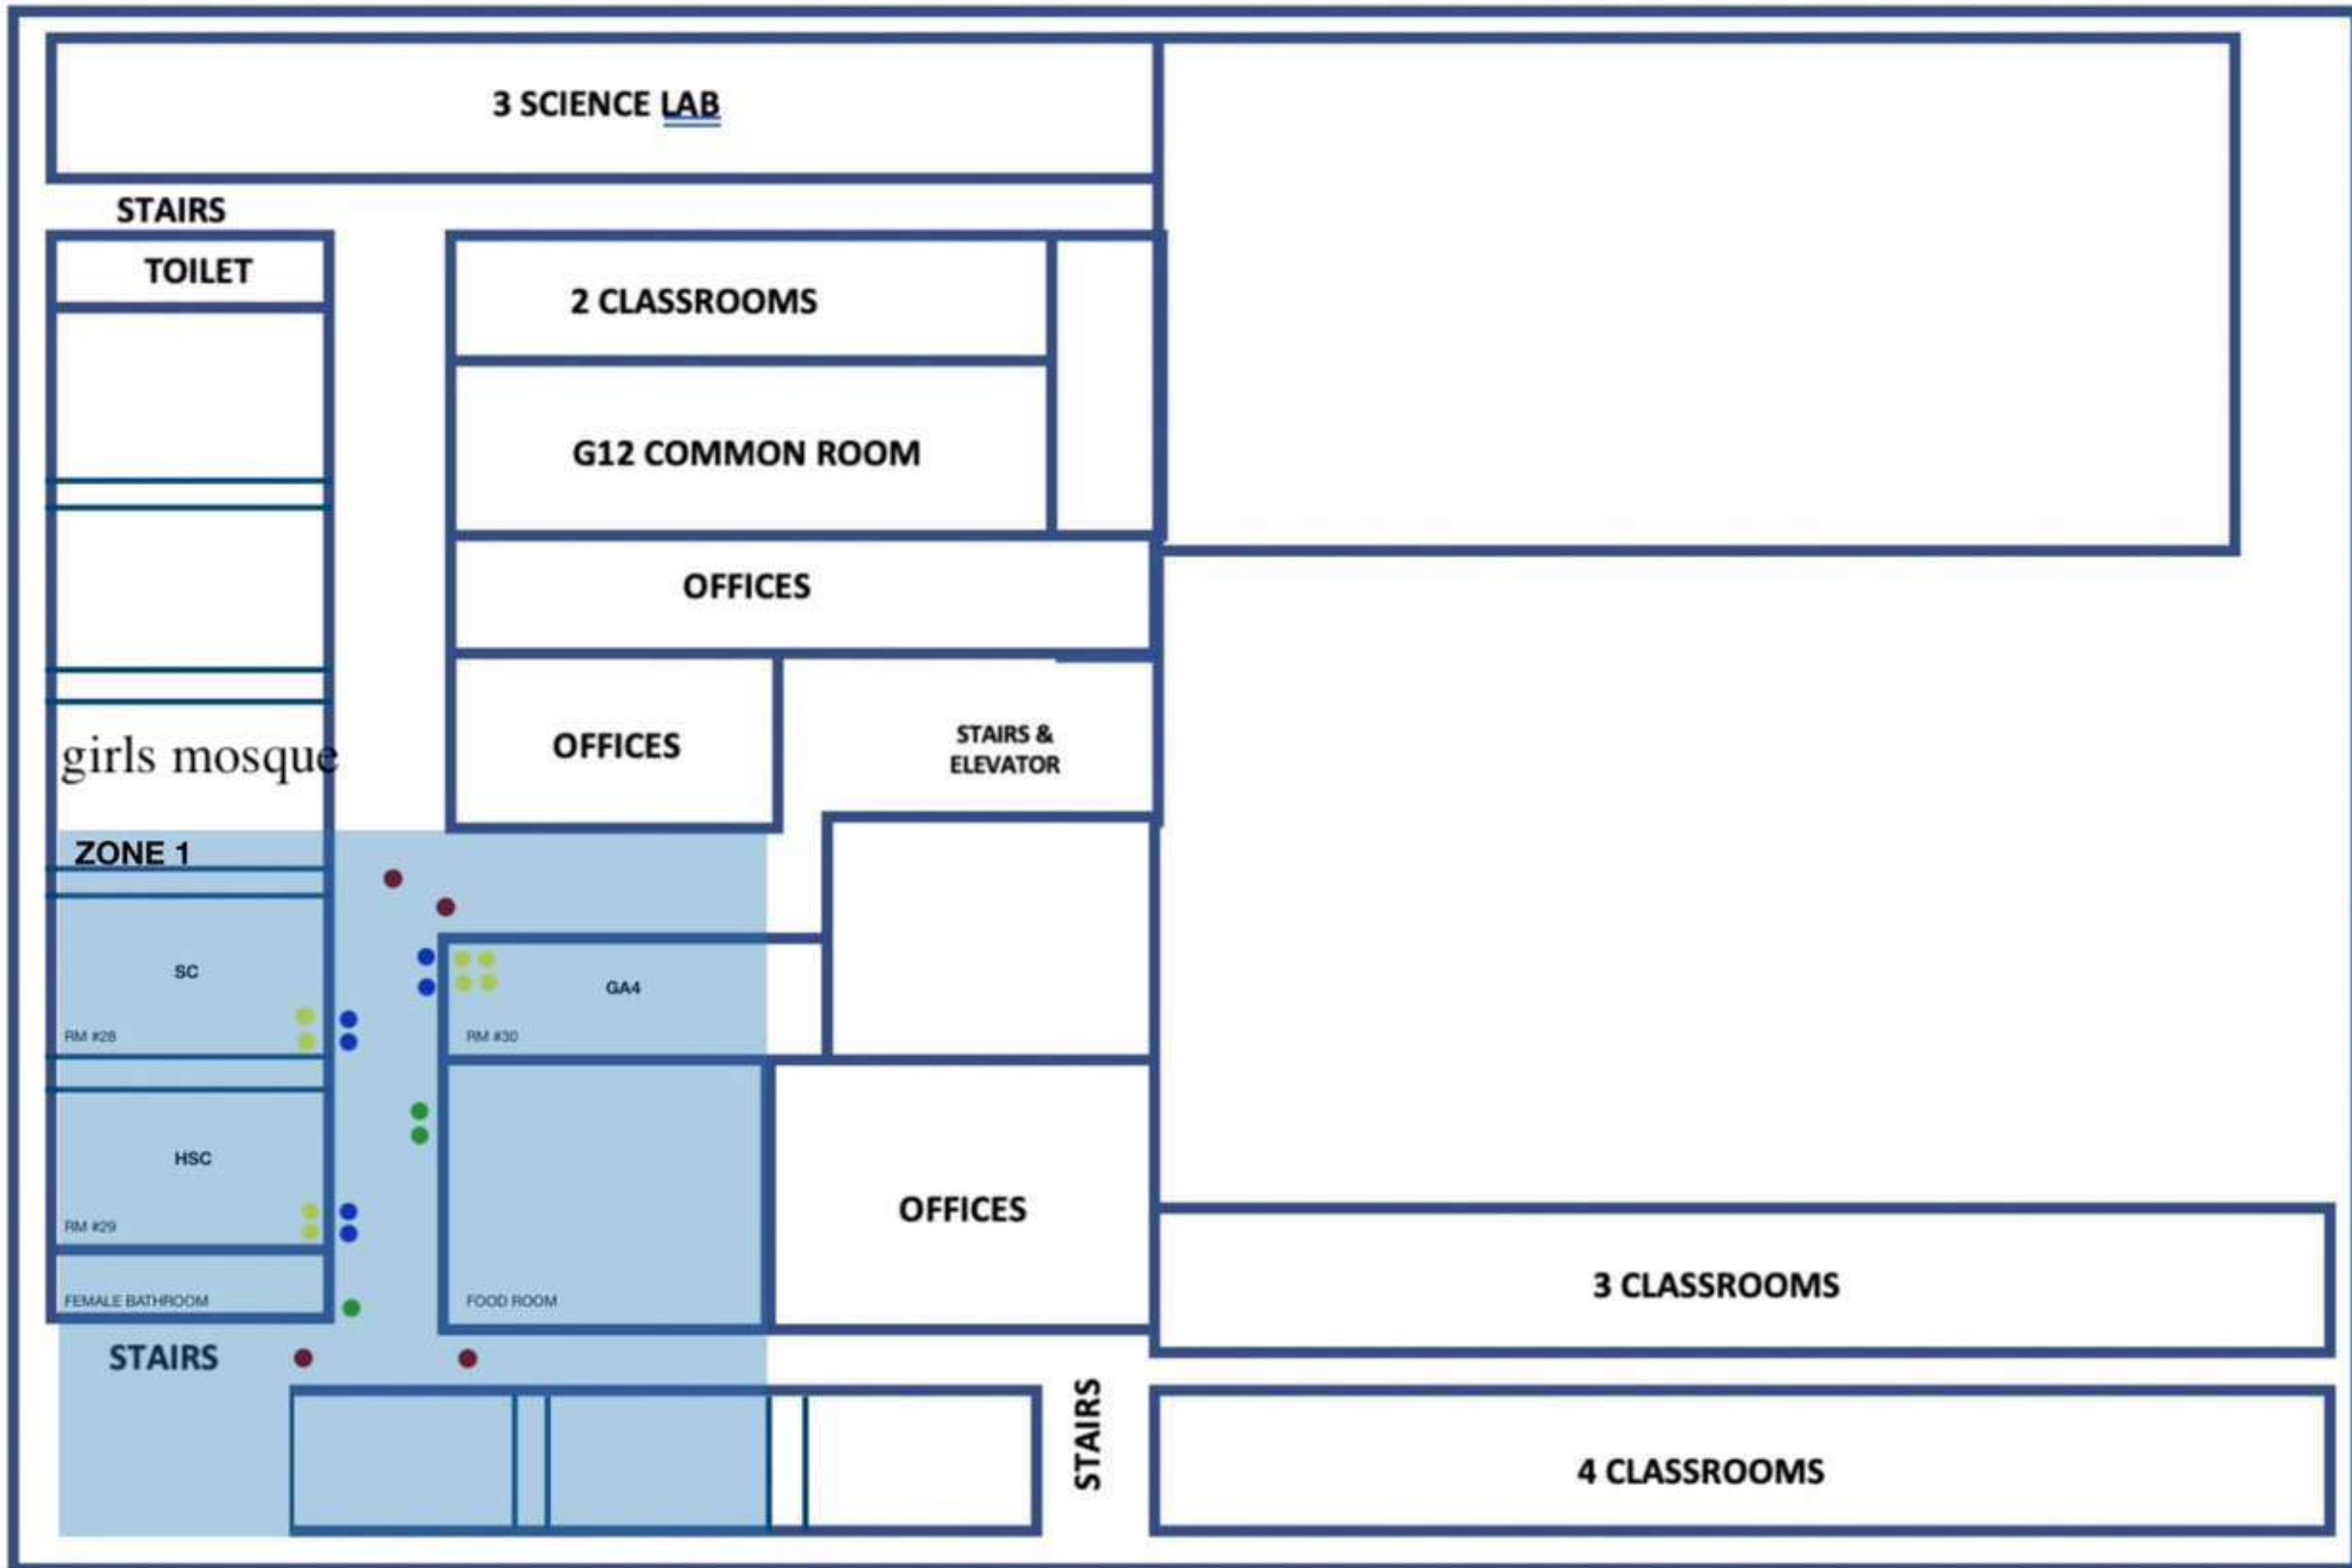 3 SCIENCE LAB
STAIRS
TOILET
2 CLASSROOMS
G12 COMMON ROOM
OFFICES
OFFICES
STAIRS &
ELEVATOR
girls mosque
ZONE 1
SC
GA4
RM #28
RM #30
HSC
OFFICES
RM #29
3 CLASSROOMS
FEMALE BATHROOM
FOOD ROOM
STAIRS
STAIRS
4 CLASSROOMS